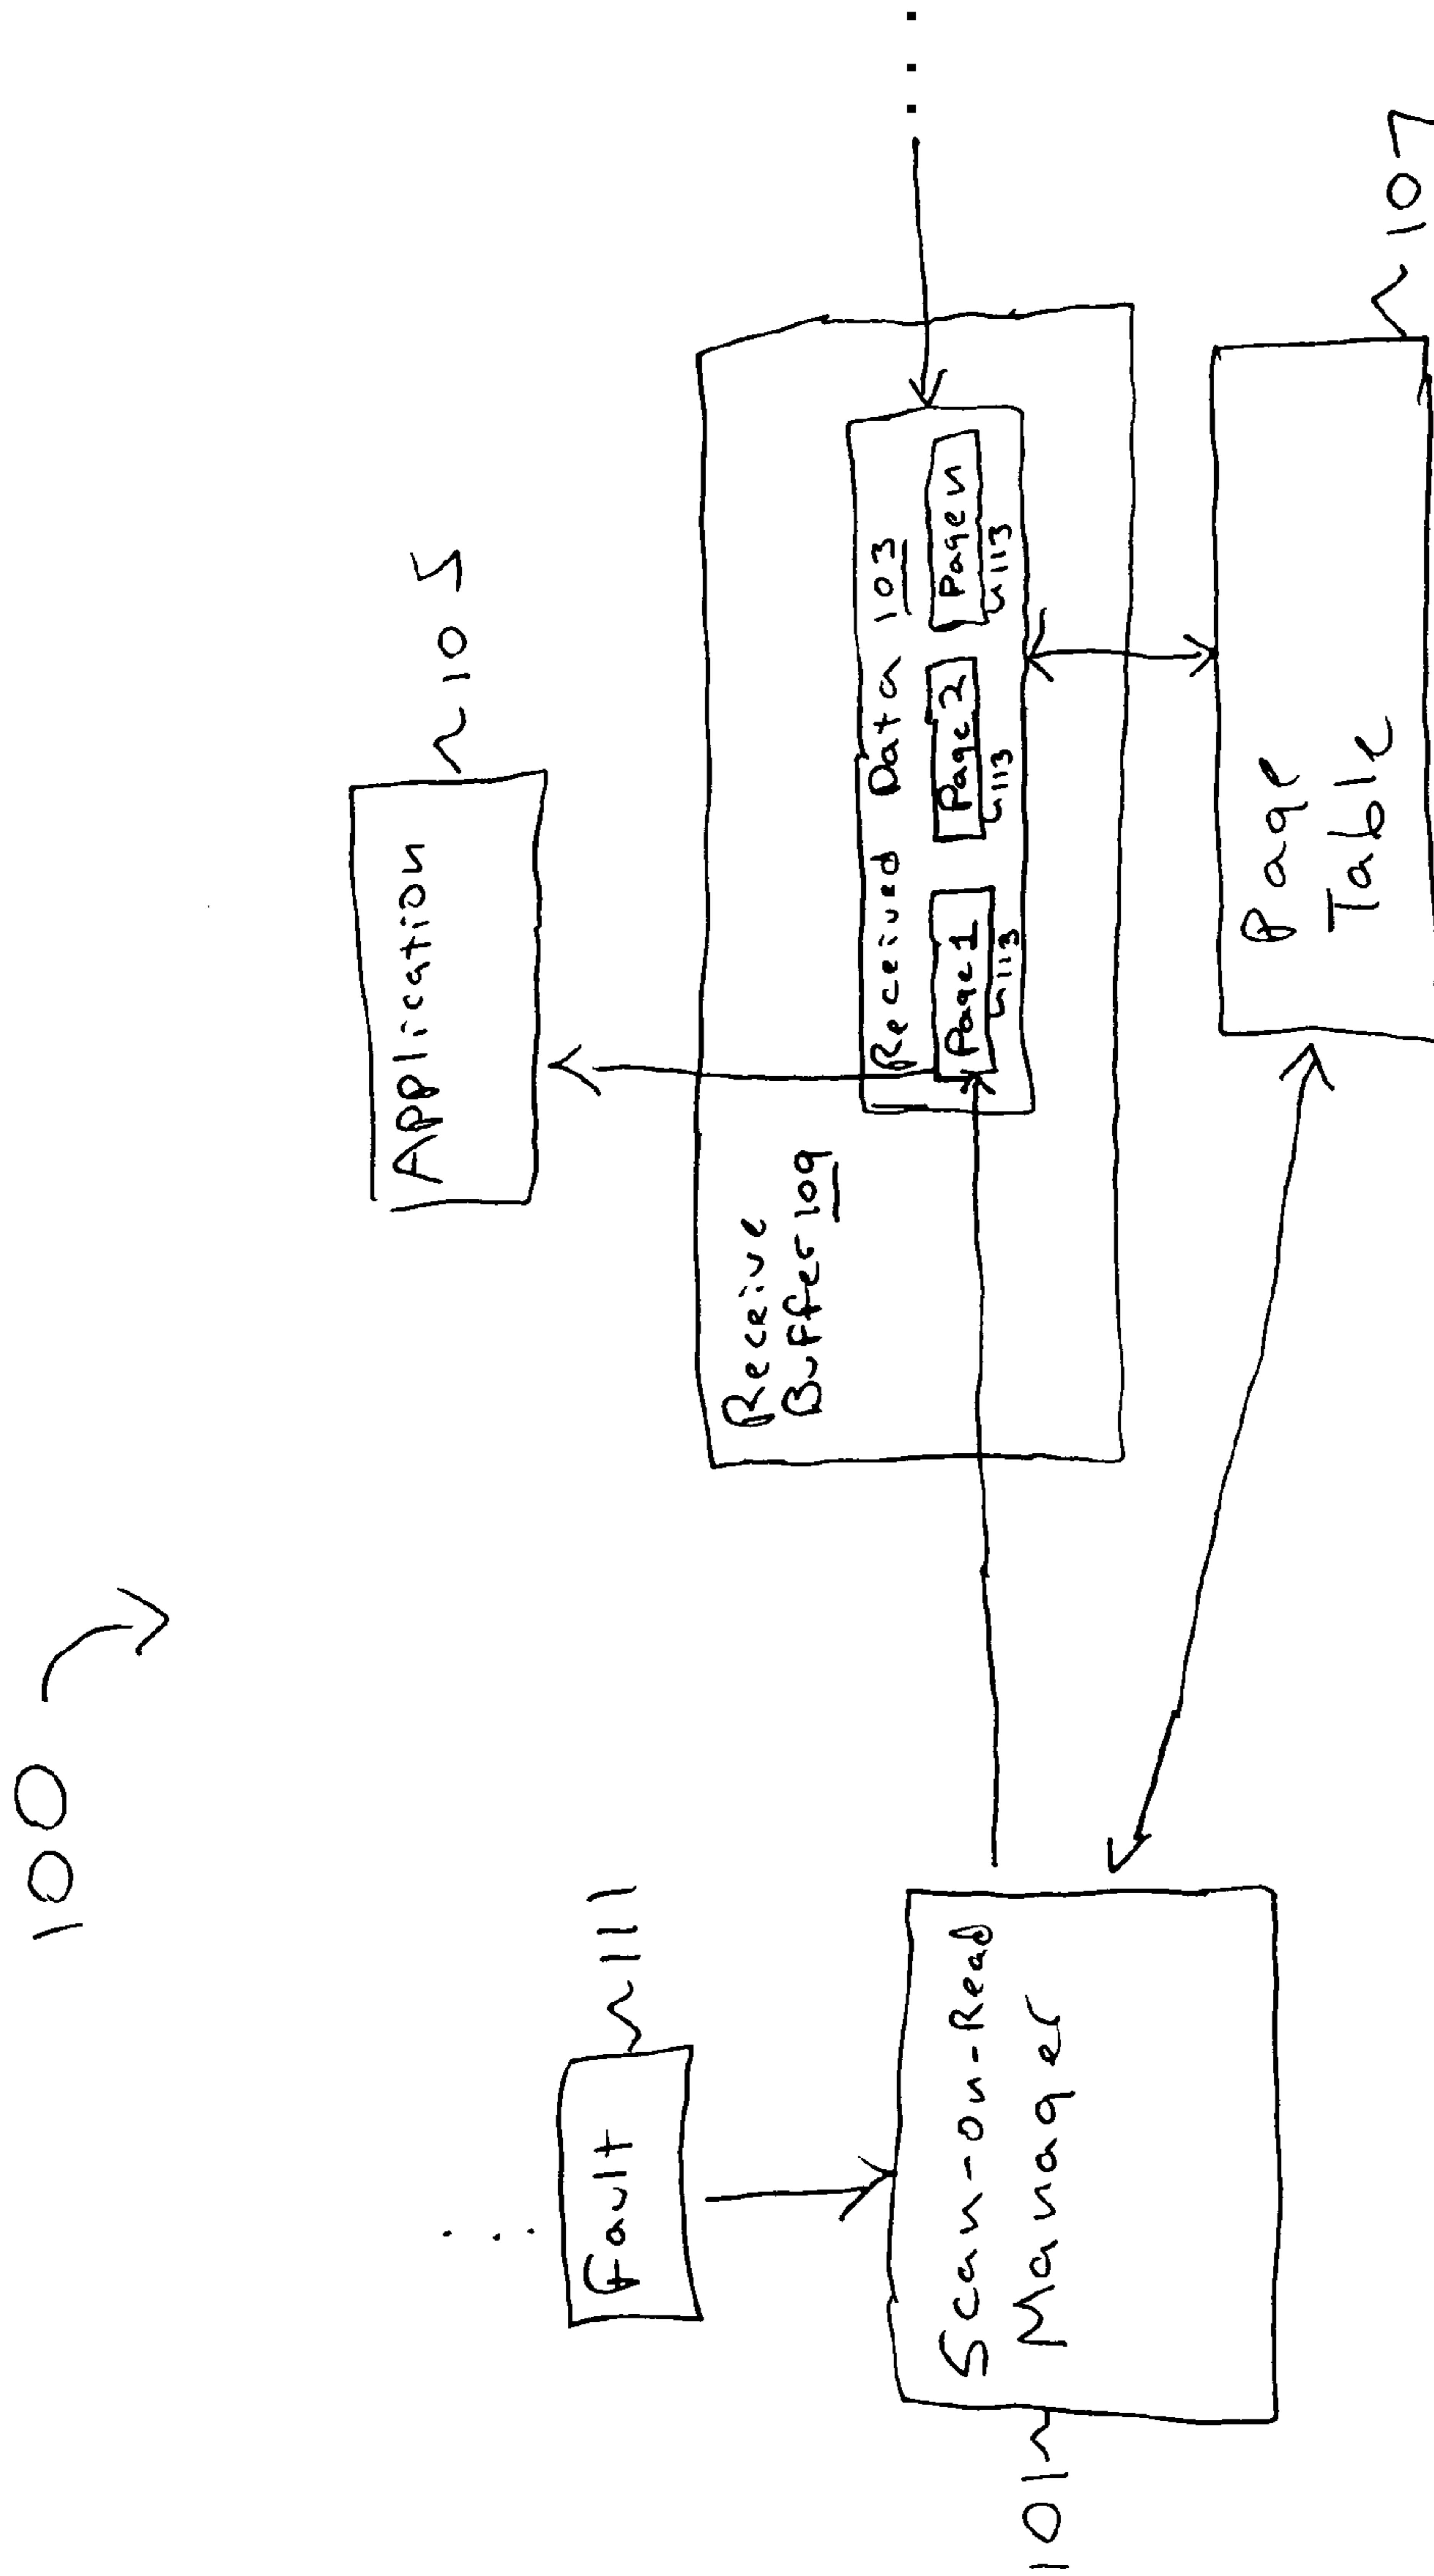 100
Application
105
Receive
Buffer 109
Received Data 103
Page 1
Page 2
Page n
113
113
113
Fault
111
Scan-on-Read
Manager
101
Page
Table
107